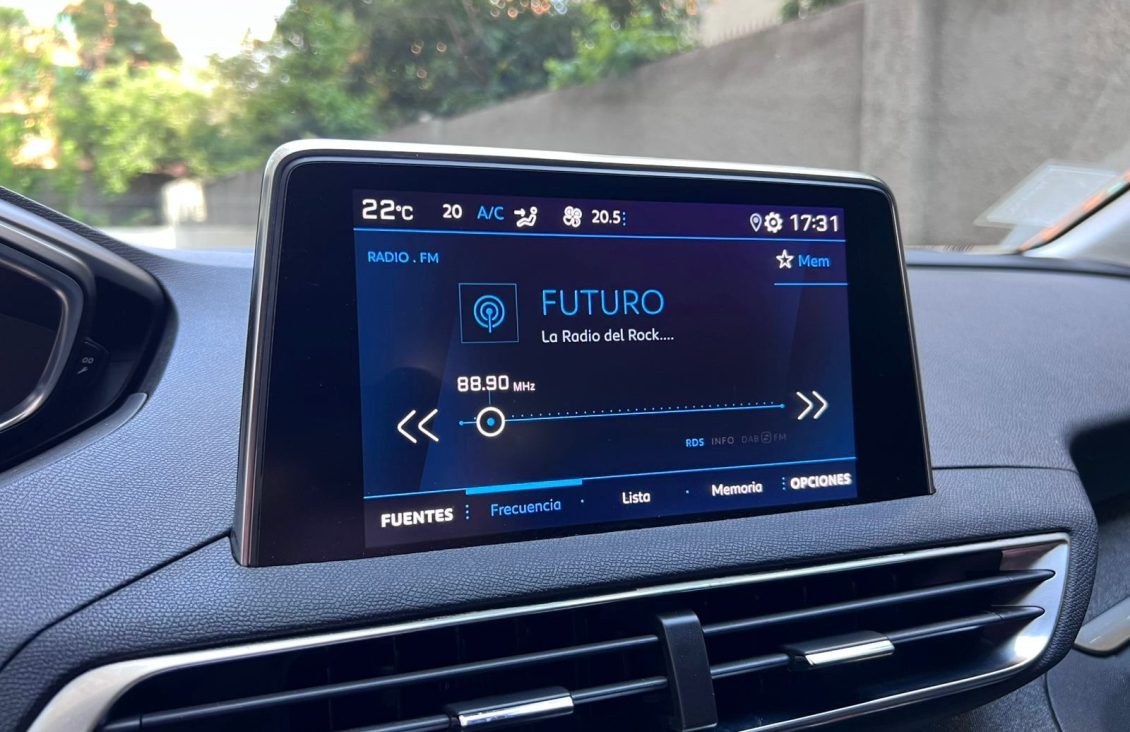 22°C 20 A/C 20.5 17:31
RADIO . FM
Mem
FUTURO
La Radio del Rock....
88.90 MHz
RDS INFO DAB FM
FUENTES Frecuencia Lista Memoria OPCIONES